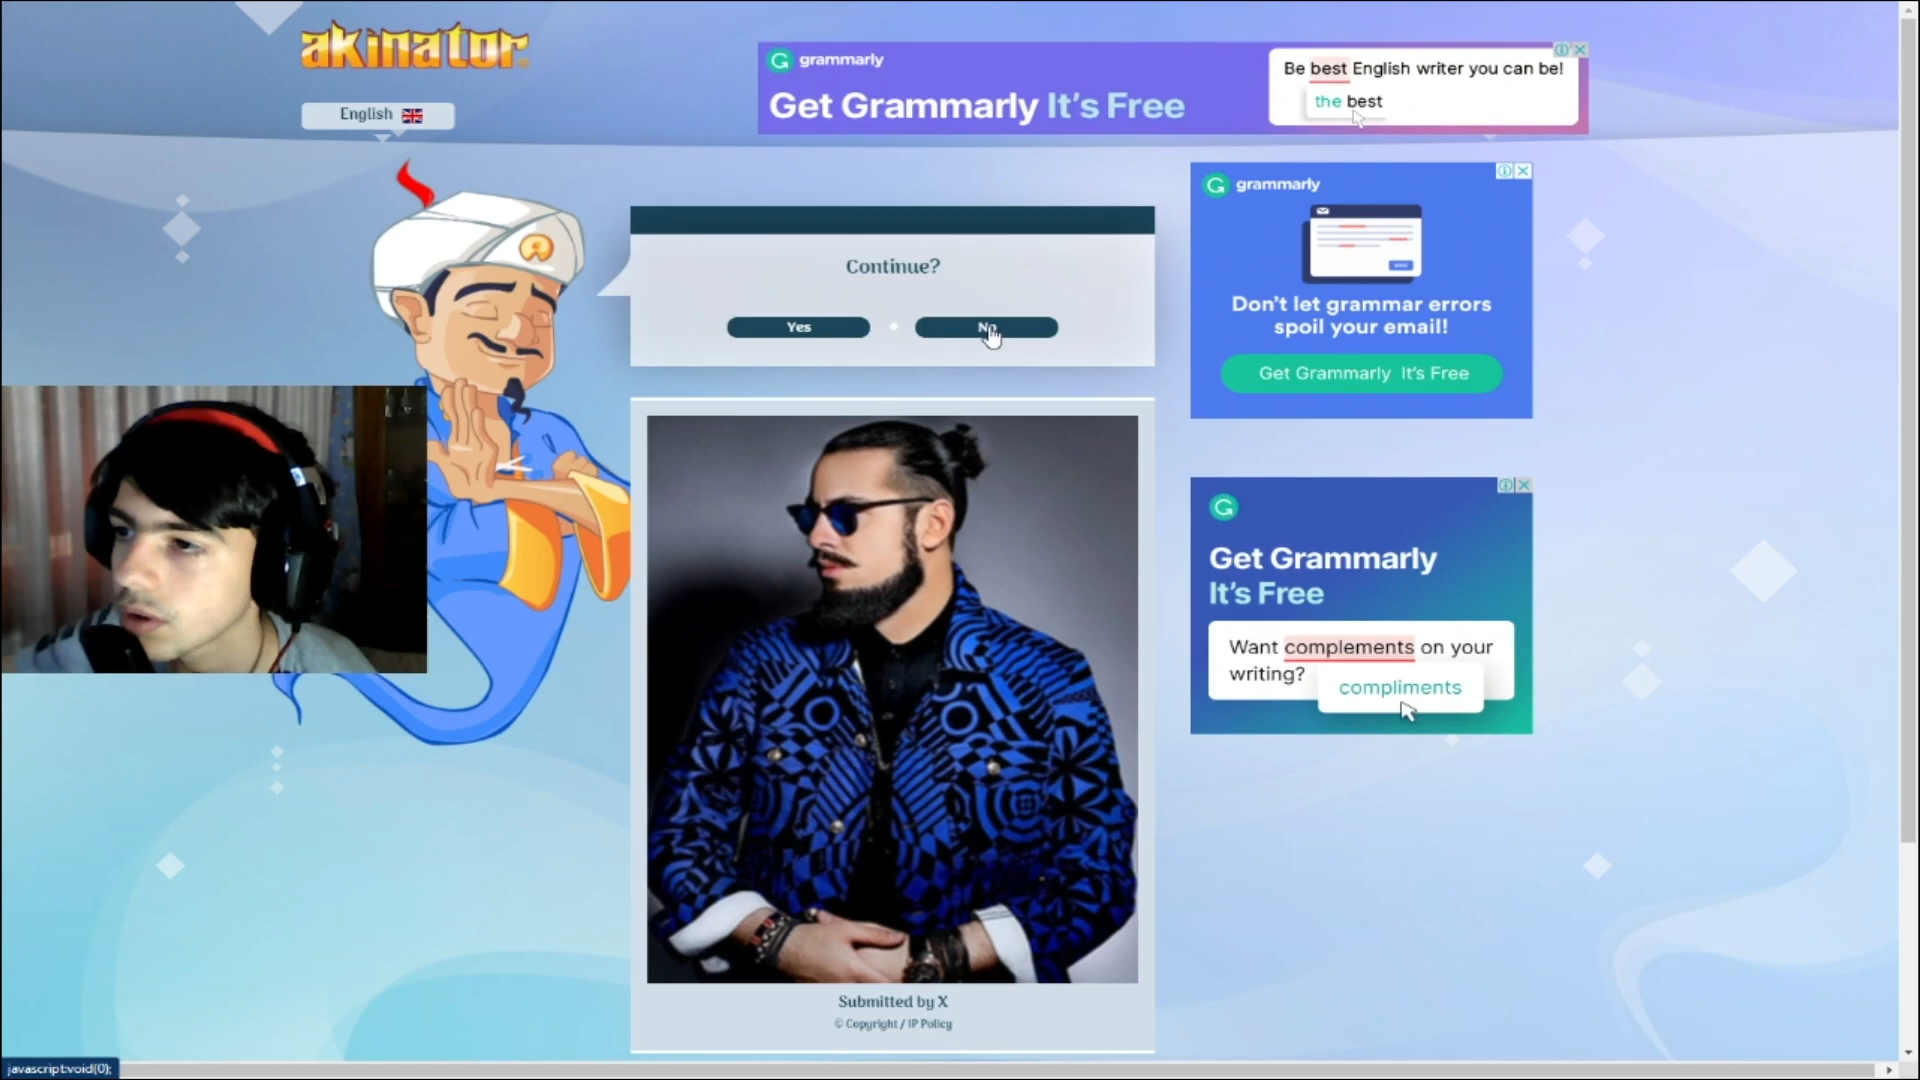 akinator
English
grammarly
Get Grammarly It's Free
Be best English writer you can be!
the best
Continue?
Yes
No
grammarly
Don't let grammar errors
spoil your email!
Get Grammarly It's Free
Get Grammarly
It's Free
Want complements on your
writing?
compliments
Submitted by X
© Copyright / IP Policy
javascript:void(0);